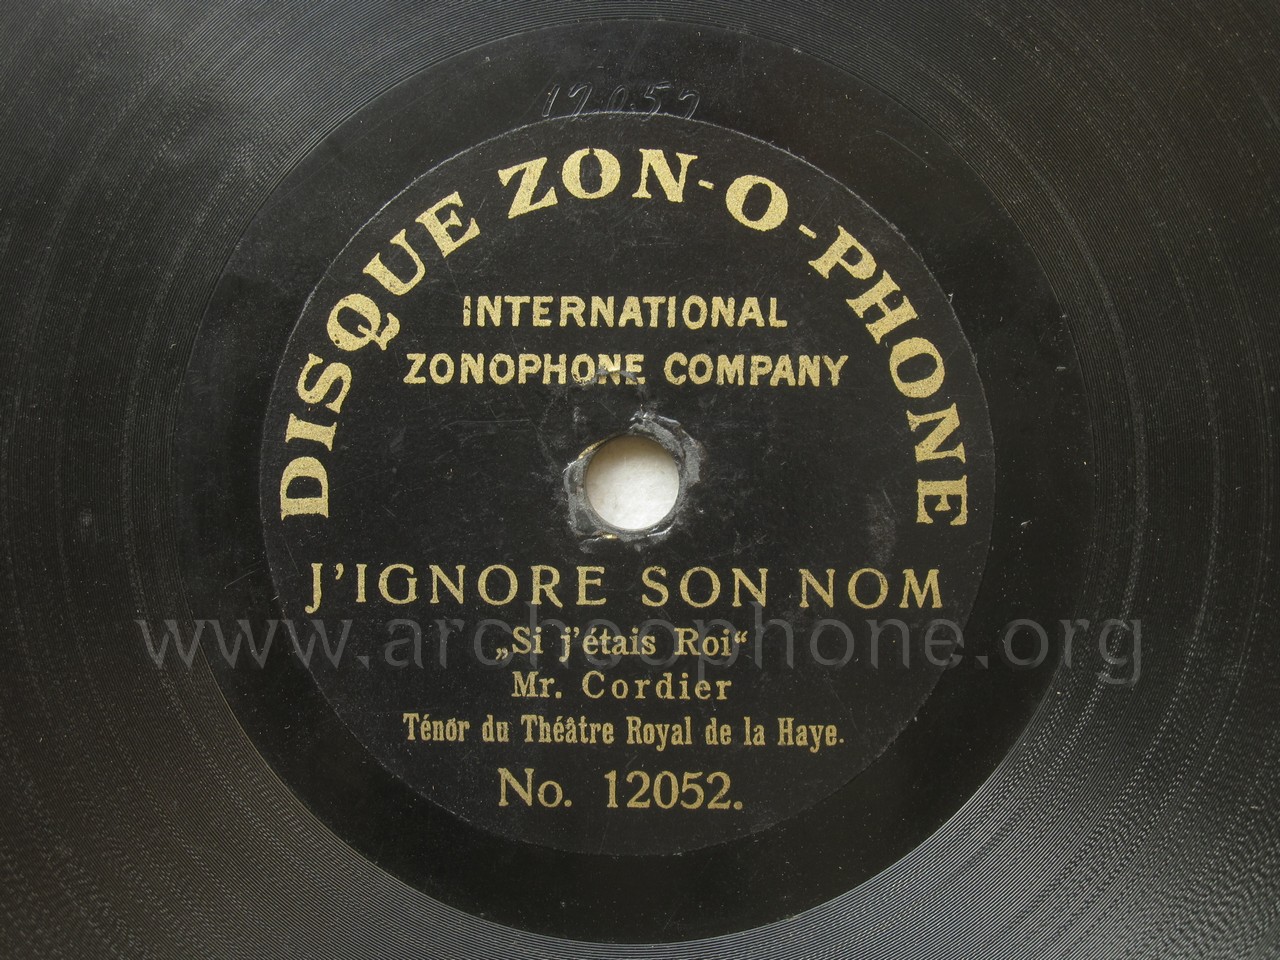 12052
DISQUE ZON-O-PHONE
INTERNATIONAL
ZONOPHONE COMPANY
J'IGNORE SON NOM
www.archeophone.org
„Si j'étais Roi“
Mr. Cordier
Ténor du Théâtre Royal de la Haye.
No. 12052.